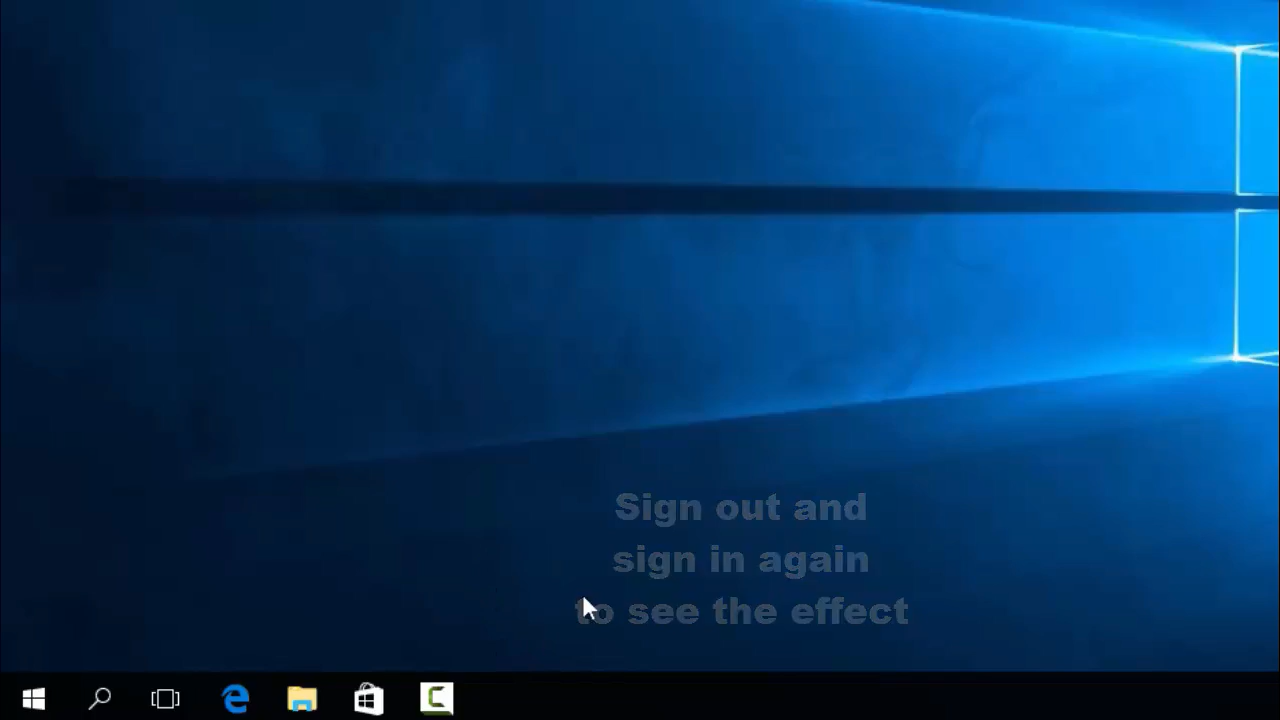 Sign out and
sign in again
to see the effect